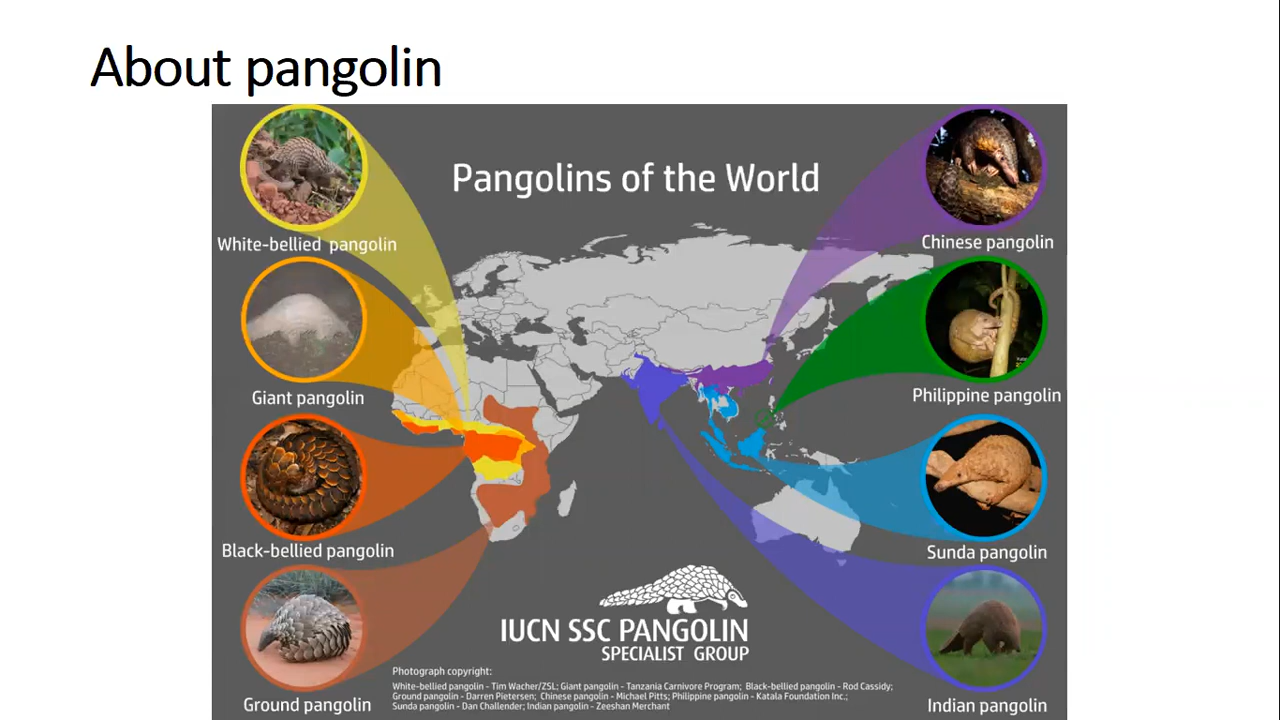 About pangolin
Pangolins of the World
White-bellied pangolin
Chinese pangolin
Giant pangolin
Philippine pangolin
Black-bellied pangolin
Sunda pangolin
Ground pangolin
Indian pangolin
IUCN SSC PANGOLIN
SPECIALIST GROUP
Photograph copyright:
White-bellied pangolin - Tim Wacher/ZSL; Giant pangolin - Tanzania Carnivore Program; Black-bellied pangolin - Rod Cassidy;
Ground pangolin - Darren Pietersen; Chinese pangolin - Michael Pitts; Philippine pangolin - Katala Foundation Inc.;
Sunda pangolin - Dan Challender; Indian pangolin - Zeeshan Merchant